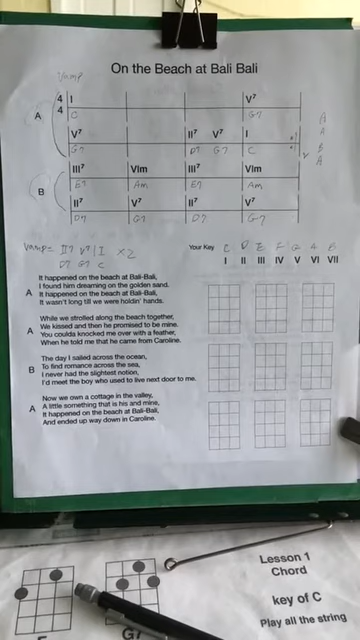 On the Beach at Bali Bali
Vamp
4 I V⁷
4 C G7
A
V⁷ II⁷ V⁷ I
G7 D7 G7 C
A
A
B
A
III⁷ VIm III⁷ VIm
E7 Am E7 Am
B
II⁷ V⁷ II⁷ V⁷
D7 G7 D7 G7
Vamp = II7 V7 / I X2
D7 G7 C
Your Key C D E F G A B
I II III IV V VI VII
It happened on the beach at Bali-Bali,
I found him dreaming on the golden sand.
A It happened on the beach at Bali-Bali,
It wasn't long till we were holdin' hands.
While we strolled along the beach together,
A We kissed and then he promised to be mine.
You coulda knocked me over with a feather,
When he told me that he came from Caroline.
The day I sailed across the ocean,
B To find romance across the sea,
I never had the slightest notion,
I'd meet the boy who used to live next door to me.
Now we own a cottage in the valley,
A A little something that is his and mine,
It happened on the beach at Bali-Bali,
And ended up way down in Caroline.
Lesson 1
Chord
key of C
Play all the string
F G7